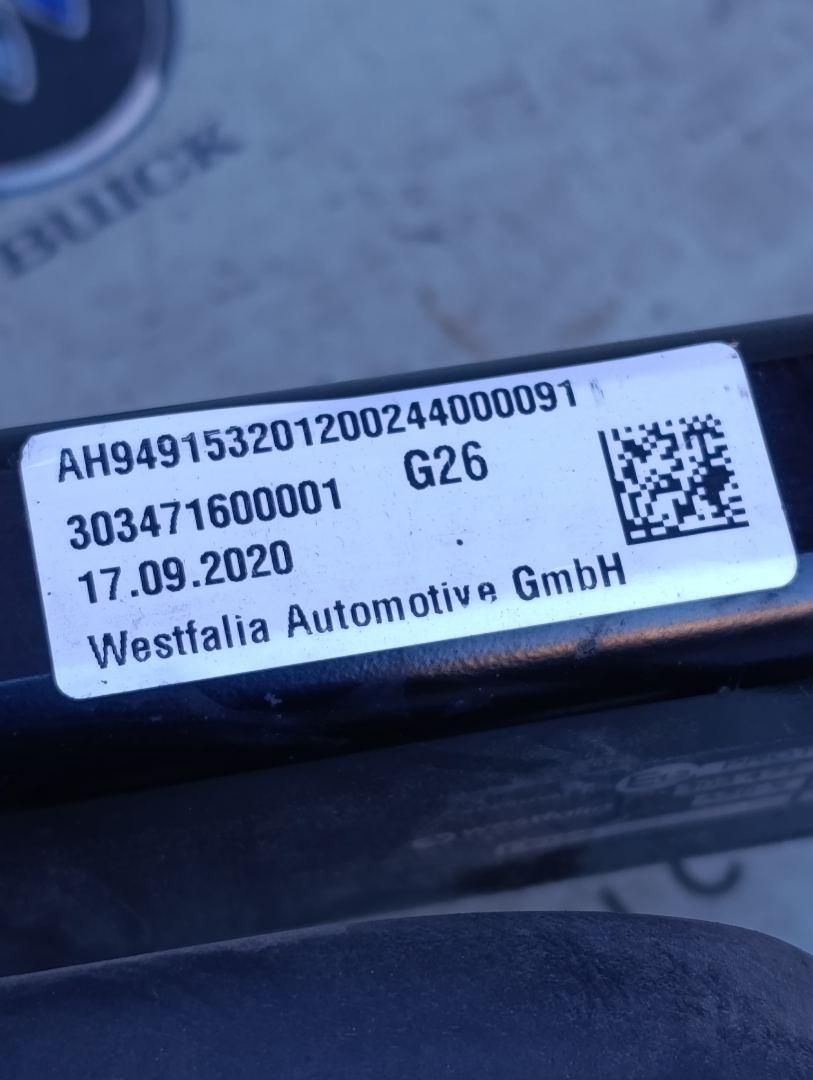 BUICK
AH949153201200244000091
303471600001 G26
17.09.2020
Westfalia Automotive GmbH